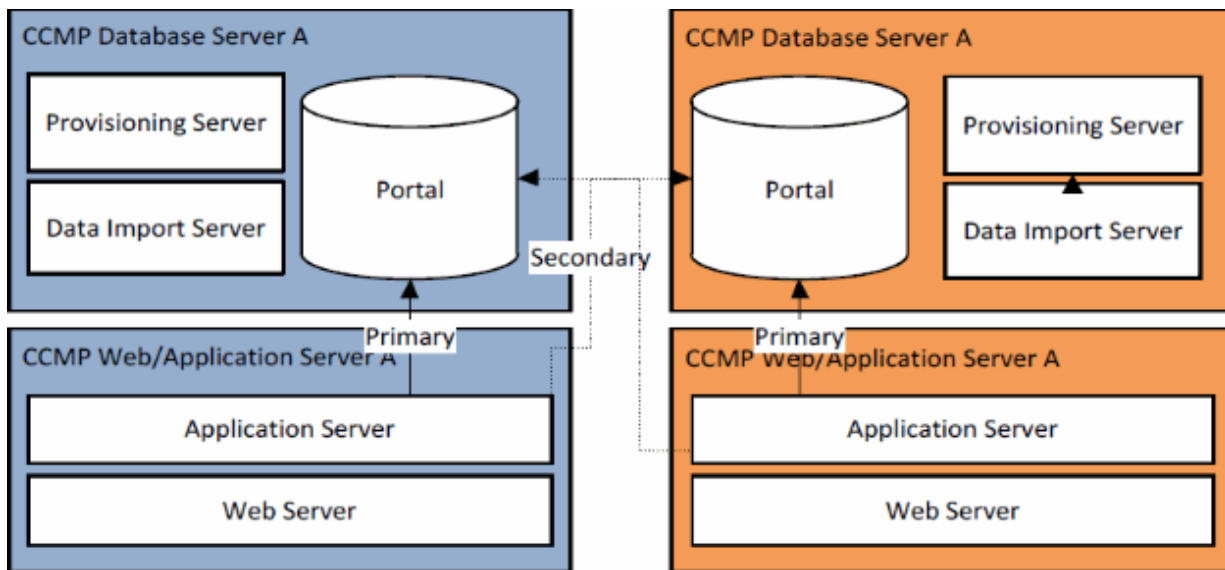 CCMP Database Server A
Provisioning Server
Data Import Server
Portal
CCMP Database Server A
Portal
Provisioning Server
Data Import Server
Secondary
Primary
Primary
CCMP Web/Application Server A
Application Server
Web Server
CCMP Web/Application Server A
Application Server
Web Server